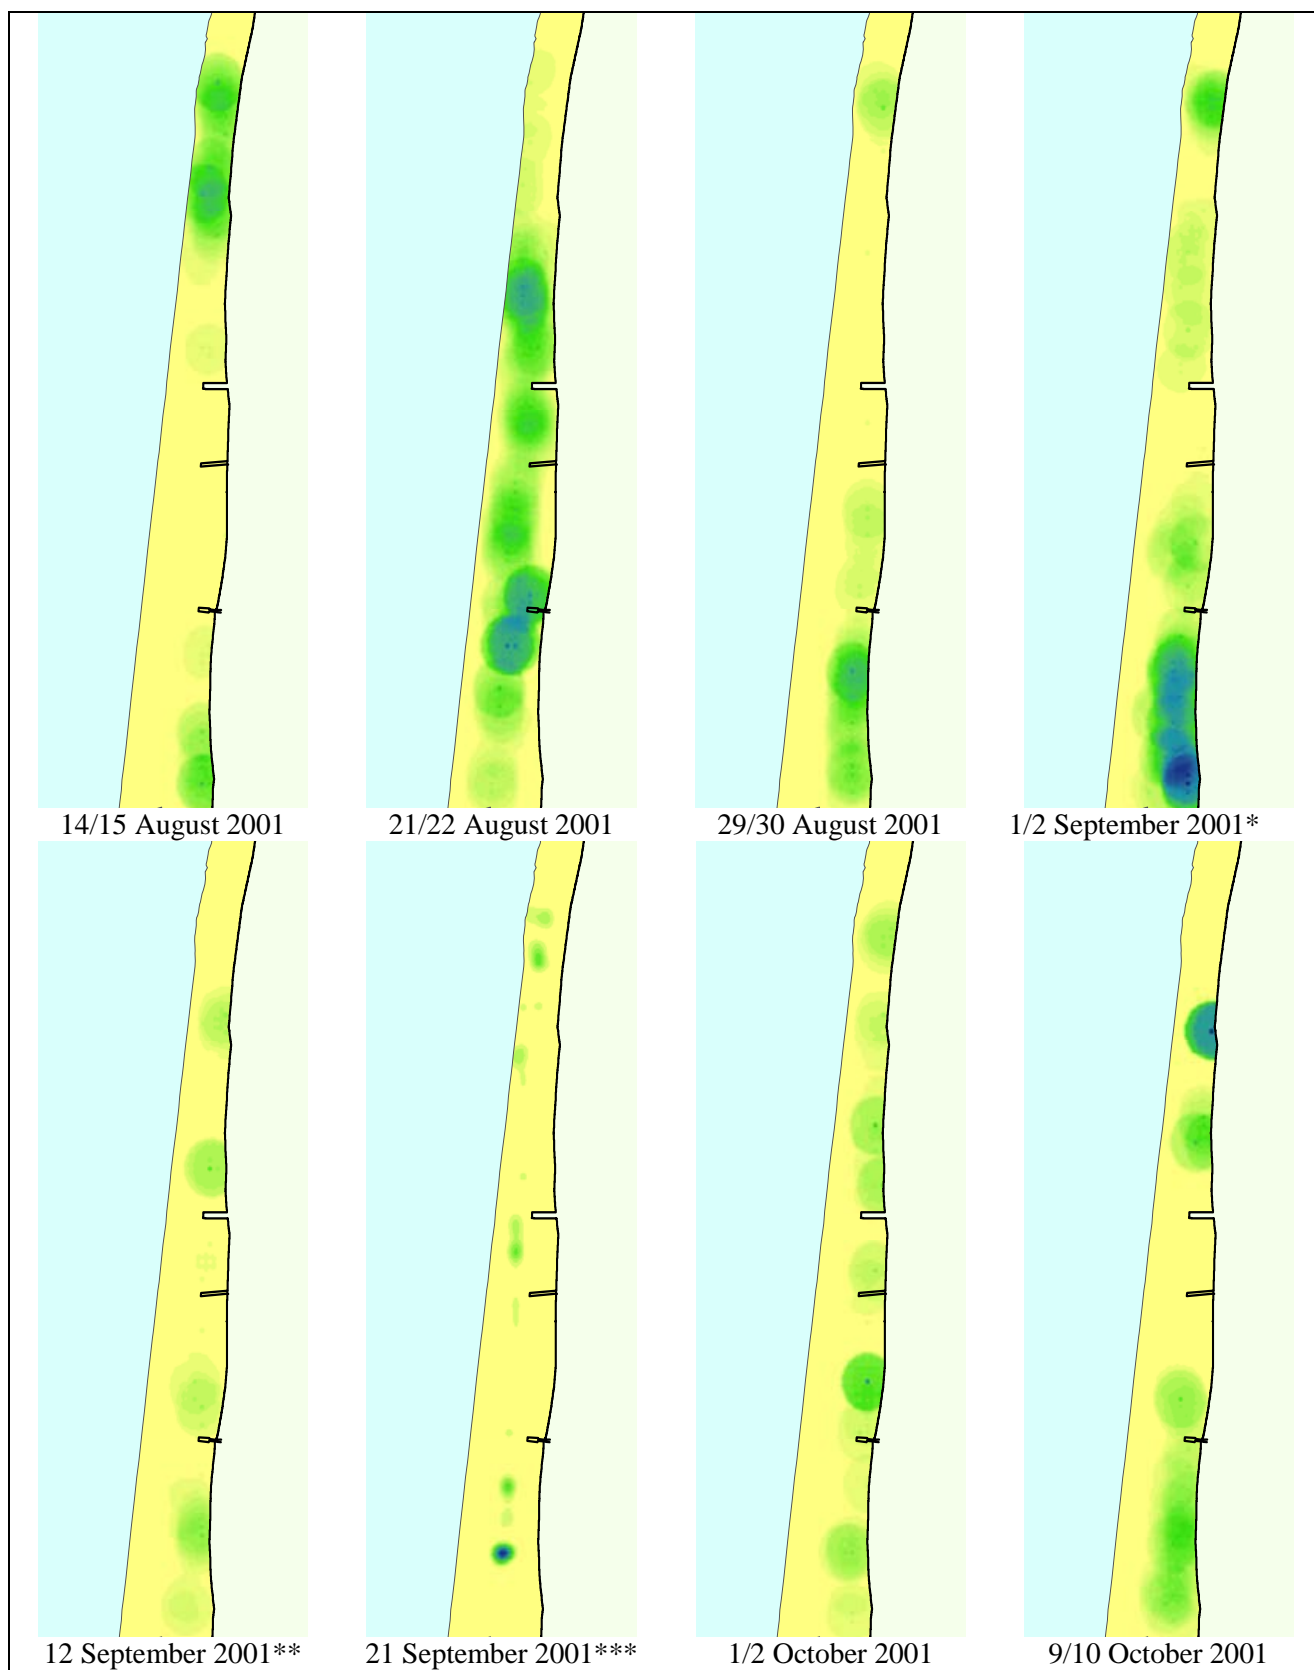 14/15 August 2001
21/22 August 2001
29/30 August 2001
1/2 September 2001*
12 September 2001**
21 September 2001***
1/2 October 2001
9/10 October 2001